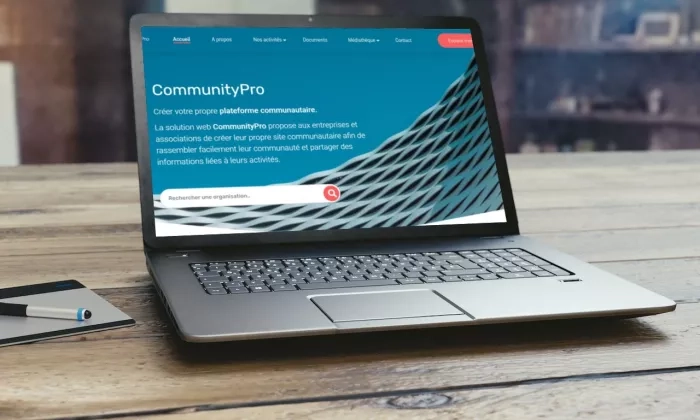 Pro Accueil A propos Nos activités Documents Médiathèque Contact
CommunityPro
Créer votre propre plateforme communautaire.
La solution web CommunityPro propose aux entreprises et
associations de créer leur propre site communautaire afin de
rassembler facilement leur communauté et partager des
informations liées à leurs activités.
Rechercher une organisation...